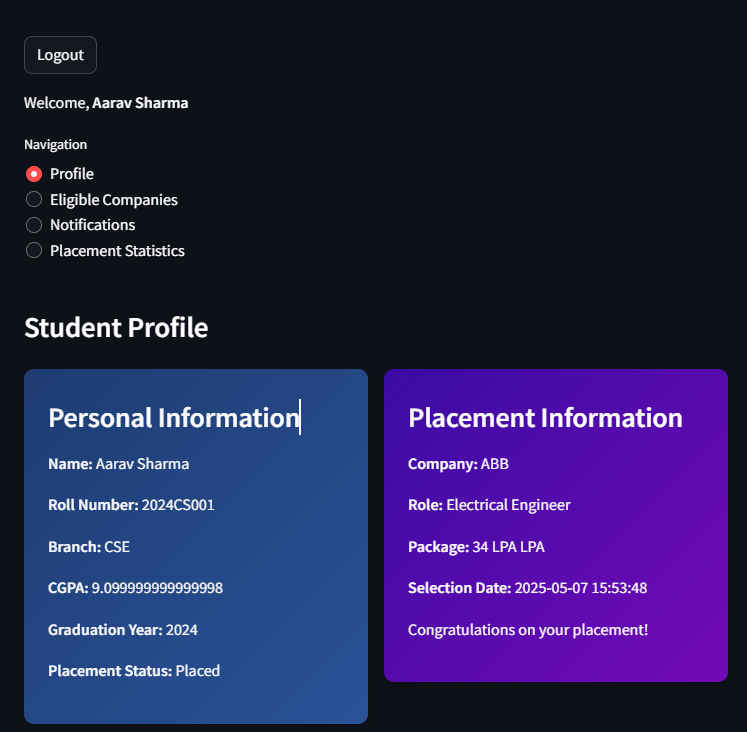 Logout
Welcome, Aarav Sharma
Navigation
Profile
Eligible Companies
Notifications
Placement Statistics
Student Profile
Personal Information
Name: Aarav Sharma
Roll Number: 2024CS001
Branch: CSE
CGPA: 9.099999999999998
Graduation Year: 2024
Placement Status: Placed
Placement Information
Company: ABB
Role: Electrical Engineer
Package: 34 LPA LPA
Selection Date: 2025-05-07 15:53:48
Congratulations on your placement!